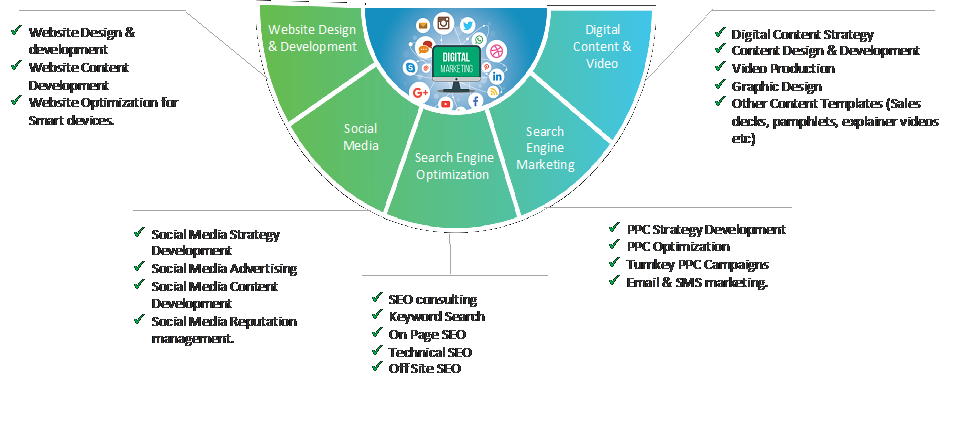 Website Design
& Development
Social
Media
Search Engine
Optimization
Search
Engine
Marketing
Digital
Content &
Video
DIGITAL
MARKETING
Website Design &
development
Website Content
Development
Website Optimization for
Smart devices.
Social Media Strategy
Development
Social Media Advertising
Social Media Content
Development
Social Media Reputation
management.
SEO consulting
Keyword Search
On Page SEO
Technical SEO
Off Site SEO
PPC Strategy Development
PPC Optimization
Turnkey PPC Campaigns
Email & SMS marketing.
Digital Content Strategy
Content Design & Development
Video Production
Graphic Design
Other Content Templates (Sales
decks, pamphlets, explainer videos
etc)